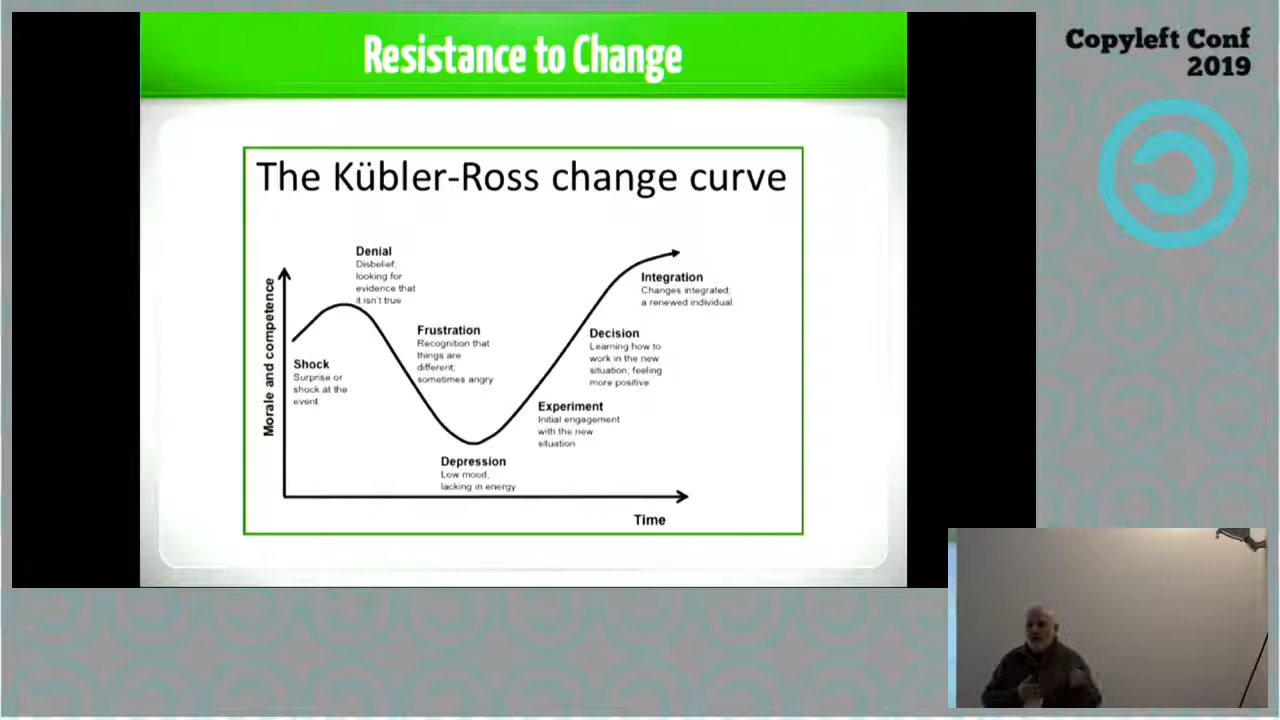 Resistance to Change
Copyleft Conf
2019
The Kübler-Ross change curve
Denial
Disbelief;
looking for
evidence that
it isn't true
Morale and competence
Shock
Surprise or
shock at the
event
Frustration
Recognition that
things are
different;
sometimes angry
Depression
Low mood,
lacking in energy
Experiment
Initial engagement
with the new
situation
Decision
Learning how to
work in the new
situation; feeling
more positive
Integration
Changes integrated;
a renewed individual
Time